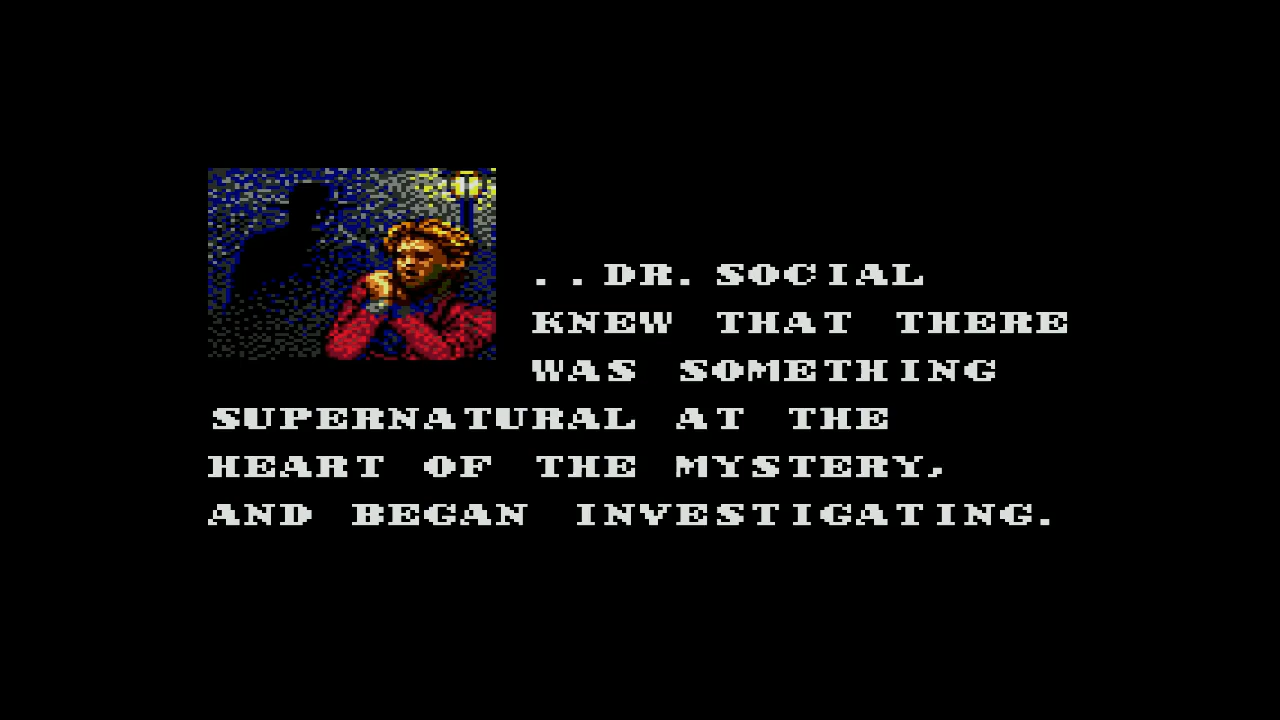 ..DR. SOCIAL
KNEW THAT THERE
WAS SOMETHING
SUPERNATURAL AT THE
HEART OF THE MYSTERY,
AND BEGAN INVESTIGATING.